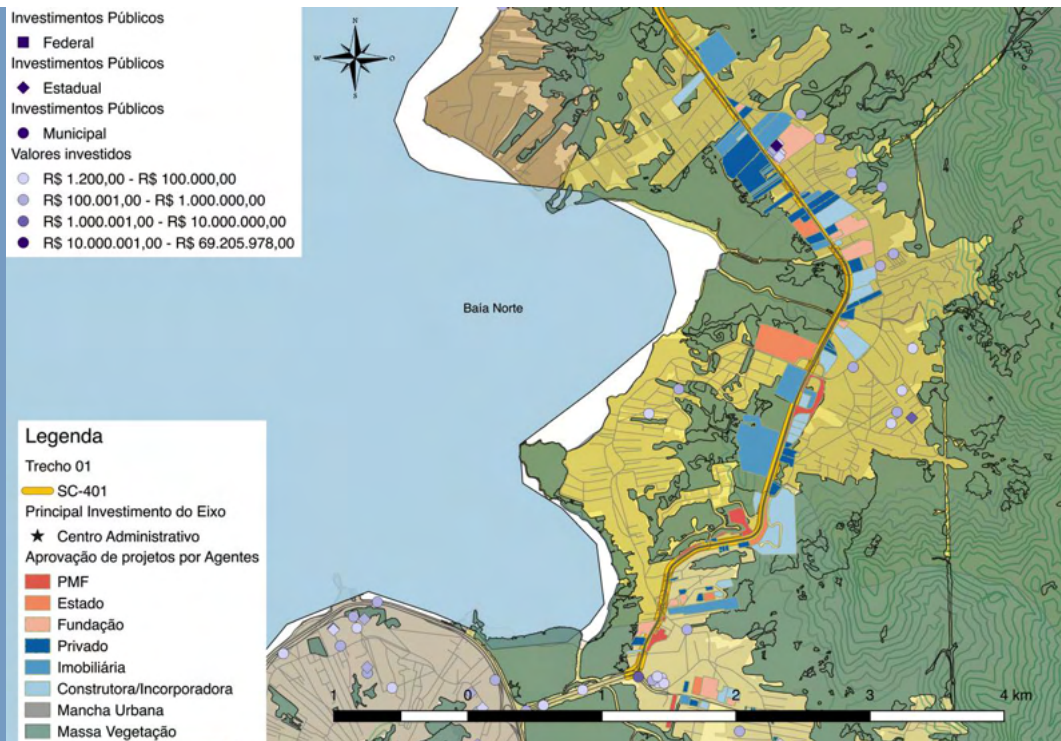 Investimentos Públicos
Federal
Investimentos Públicos
Estadual
Investimentos Públicos
Municipal
Valores investidos
R$ 1.200,00 - R$ 100.000,00
R$ 100.001,00 - R$ 1.000.000,00
R$ 1.000.001,00 - R$ 10.000.000,00
R$ 10.000.001,00 - R$ 69.205.978,00
N
W
O
S
Baía Norte
Legenda
Trecho 01
SC-401
Principal Investimento do Eixo
Centro Administrativo
Aprovação de projetos por Agentes
PMF
Estado
Fundação
Privado
Imobiliária
Construtora/Incorporadora
Mancha Urbana
Massa Vegetação
1 0 2 3 4 km